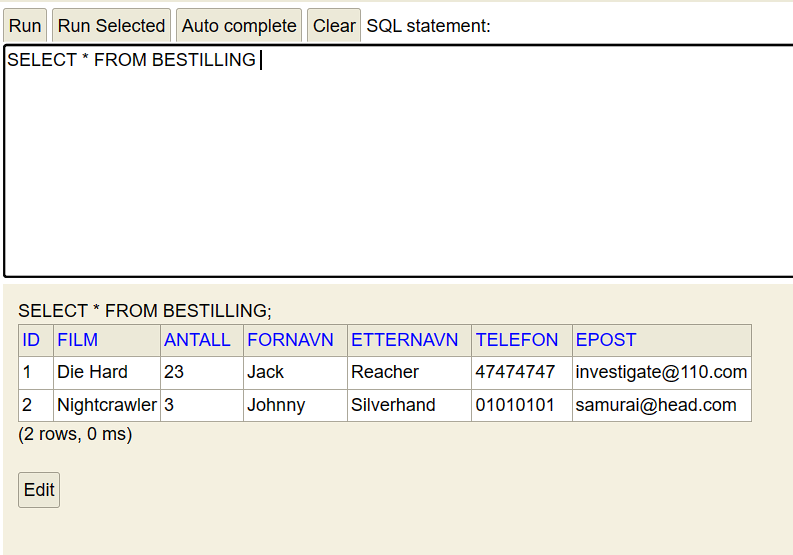 Run Run Selected Auto complete Clear SQL statement:
SELECT * FROM BESTILLING
SELECT * FROM BESTILLING;
ID FILM ANTALL FORNAVN ETTERNAVN TELEFON EPOST
1 Die Hard 23 Jack Reacher 47474747 investigate@110.com
2 Nightcrawler 3 Johnny Silverhand 01010101 samurai@head.com
(2 rows, 0 ms)
Edit